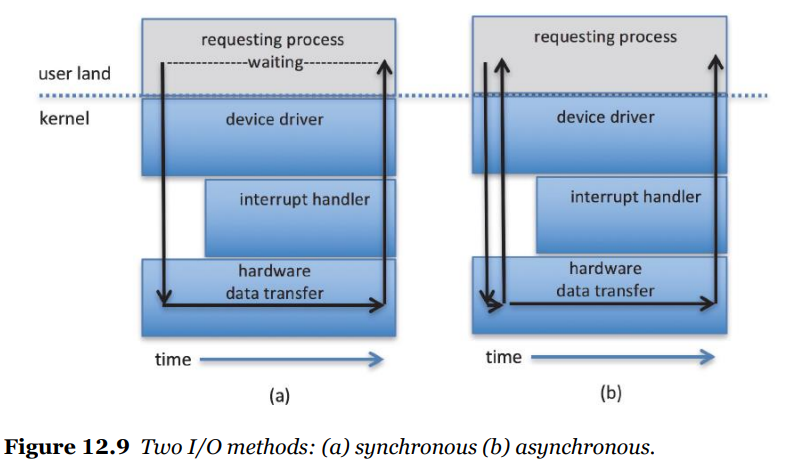 requesting process
waiting
user land
kernel
device driver
interrupt handler
hardware
data transfer
time
(a)
requesting process
device driver
interrupt handler
hardware
data transfer
time
(b)
Figure 12.9 Two I/O methods: (a) synchronous (b) asynchronous.